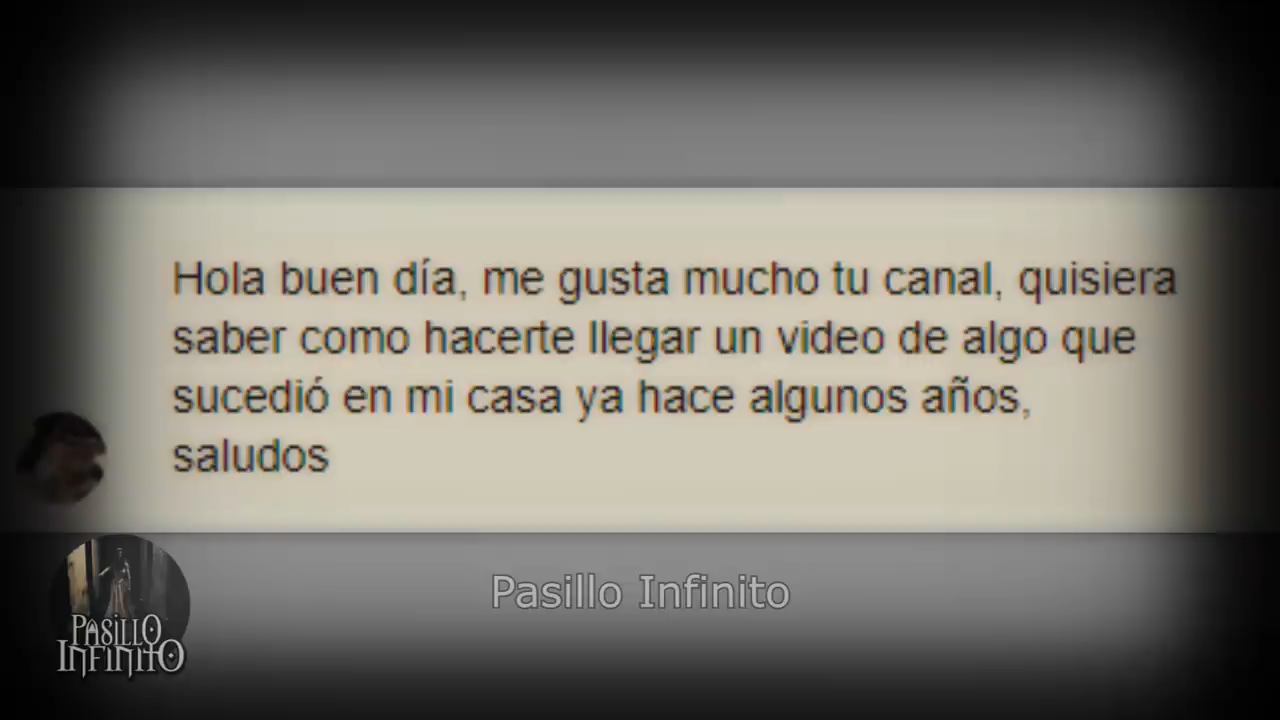 Hola buen día, me gusta mucho tu canal, quisiera
saber como hacerte llegar un video de algo que
sucedió en mi casa ya hace algunos años,
saludos
Pasillo Infinito
PASILLO
INFINITO